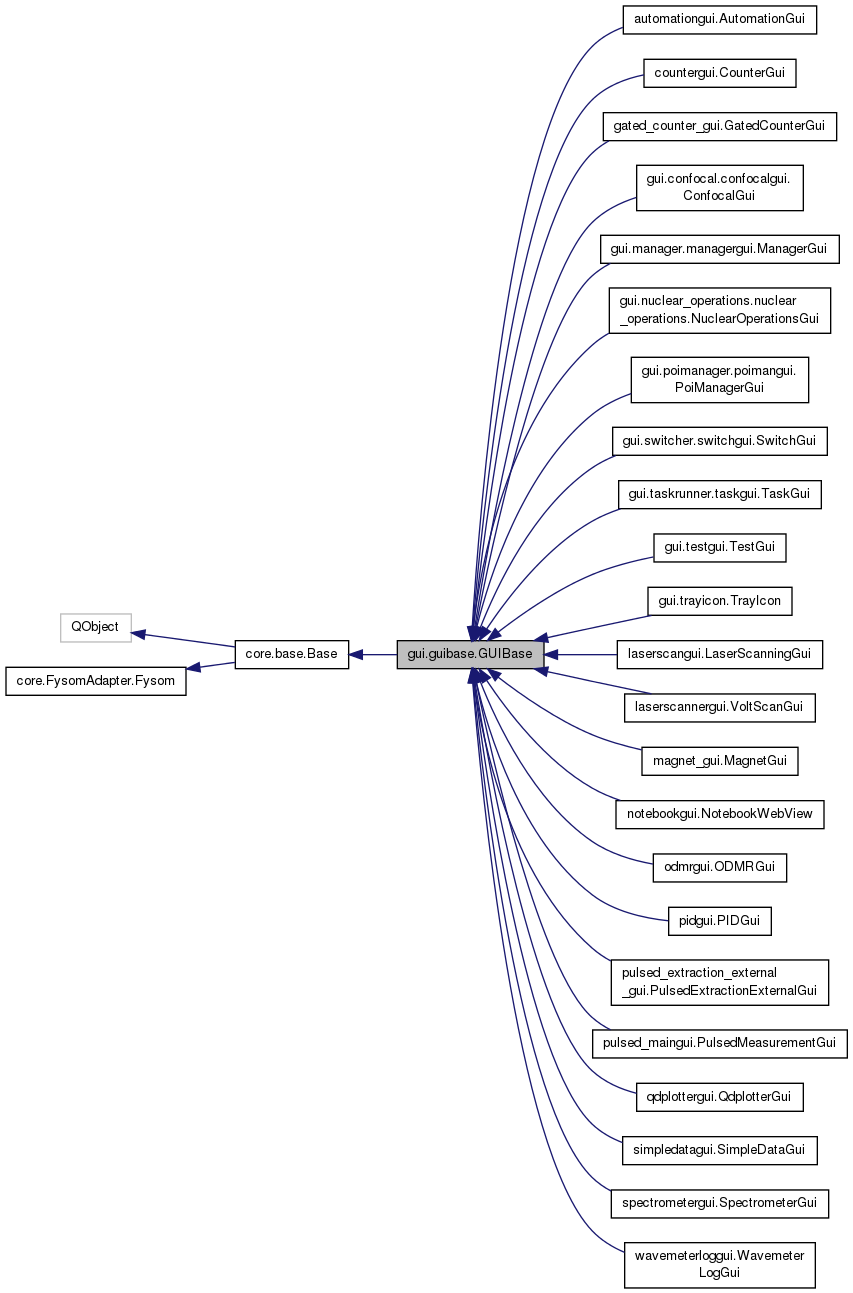 automationgui.AutomationGui
countergui.CounterGui
gated_counter_gui.GatedCounterGui
gui.confocal.confocalgui.
ConfocalGui
gui.manager.managergui.ManagerGui
gui.nuclear_operations.nuclear
_operations.NuclearOperationsGui
gui.poimanager.poimangui.
PoiManagerGui
gui.switcher.switchgui.SwitchGui
gui.taskrunner.taskgui.TaskGui
gui.testgui.TestGui
gui.trayicon.TrayIcon
QObject
core.base.Base
gui.guibase.GUIBase
laserscangui.LaserScanningGui
core.FysomAdapter.Fysom
laserscannergui.VoltScanGui
magnet_gui.MagnetGui
notebookgui.NotebookWebView
odmrgui.ODMRGui
pidgui.PIDGui
pulsed_extraction_external
_gui.PulsedExtractionExternalGui
pulsed_maingui.PulsedMeasurementGui
qdplottergui.QdplotterGui
simpledatagui.SimpleDataGui
spectrometergui.SpectrometerGui
wavemeterloggui.Wavemeter
LogGui